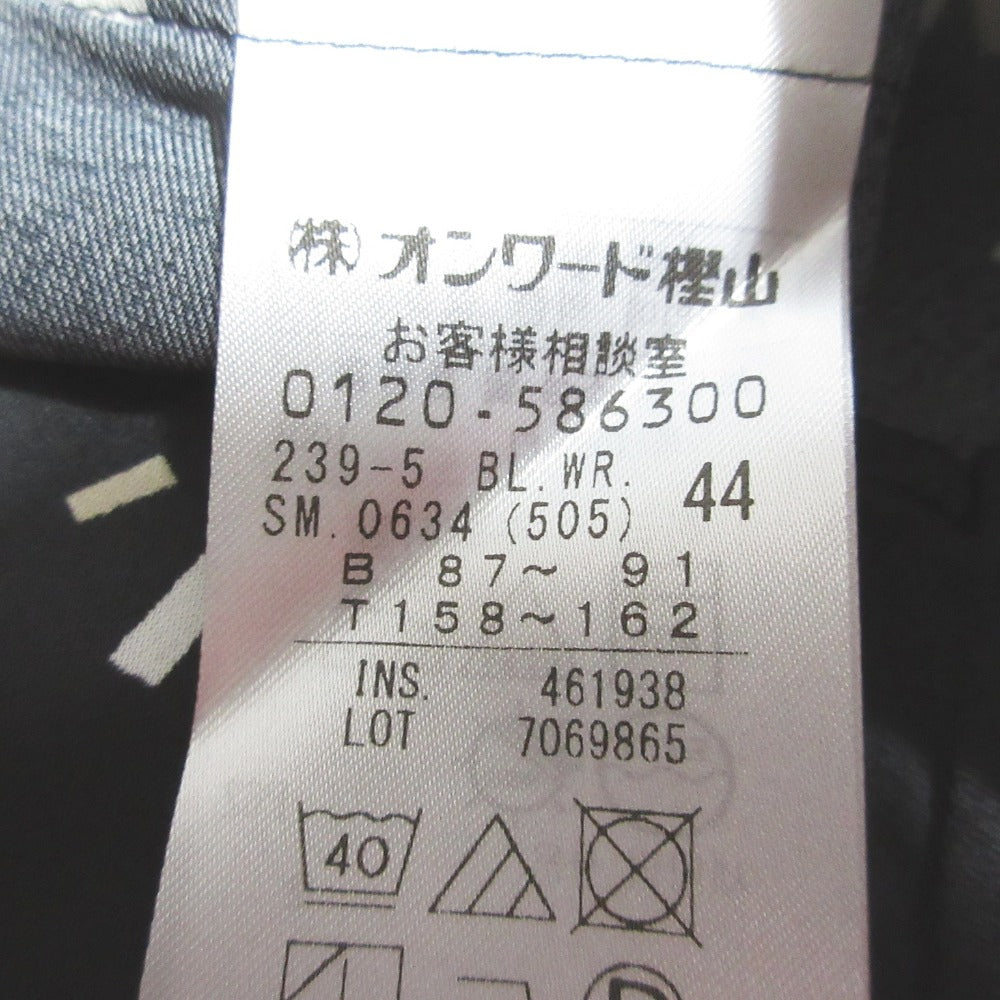 ㈱オンワード樫山
お客様相談室
0120-586300
239-5 BL.WR. 44
SM.0634 (505)
B 87～ 91
T158～162
INS. 461938
LOT 7069865
40